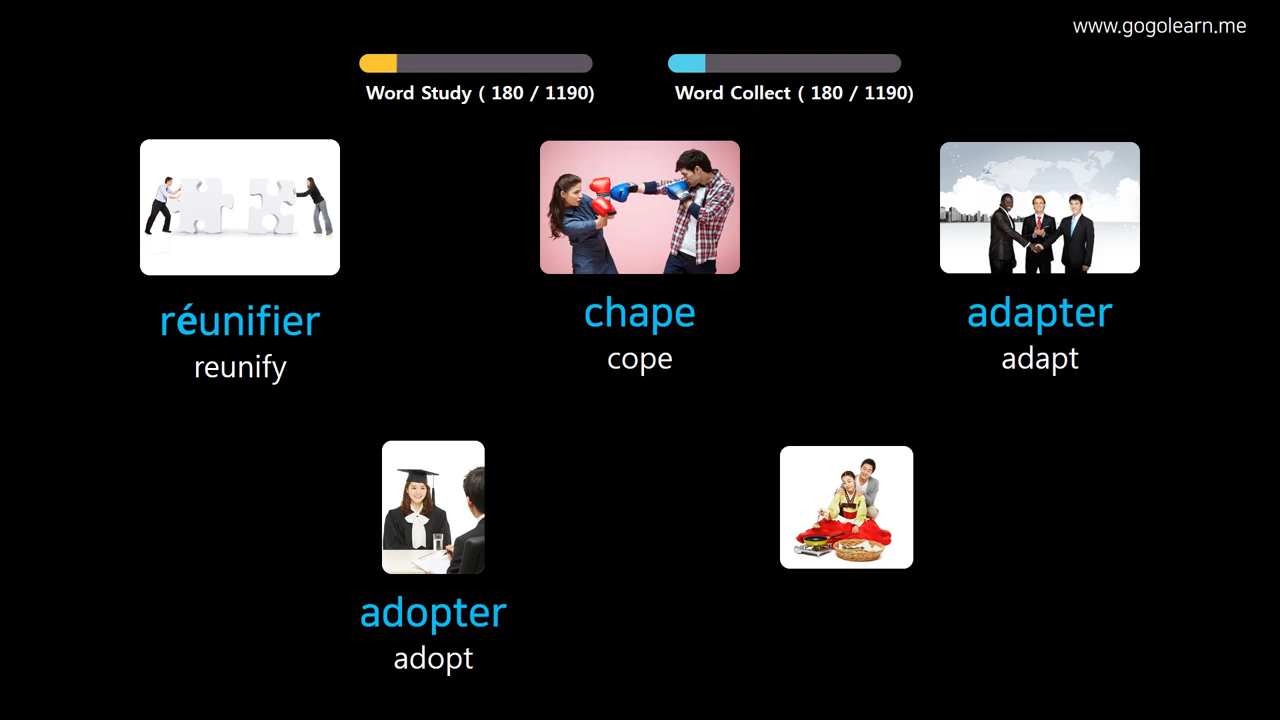 www.gogolearn.me
Word Study ( 180 / 1190)
Word Collect ( 180 / 1190)
réunifier
reunify
chape
cope
adapter
adapt
adopter
adopt